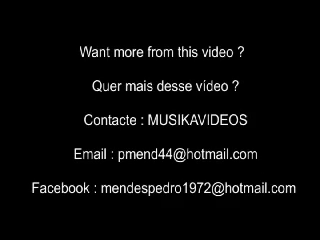 Want more from this video ?
Quer mais desse vídeo ?
Contacte : MUSIKAVIDEOS
Email : pmend44@hotmail.com
Facebook : mendespedro1972@hotmail.com